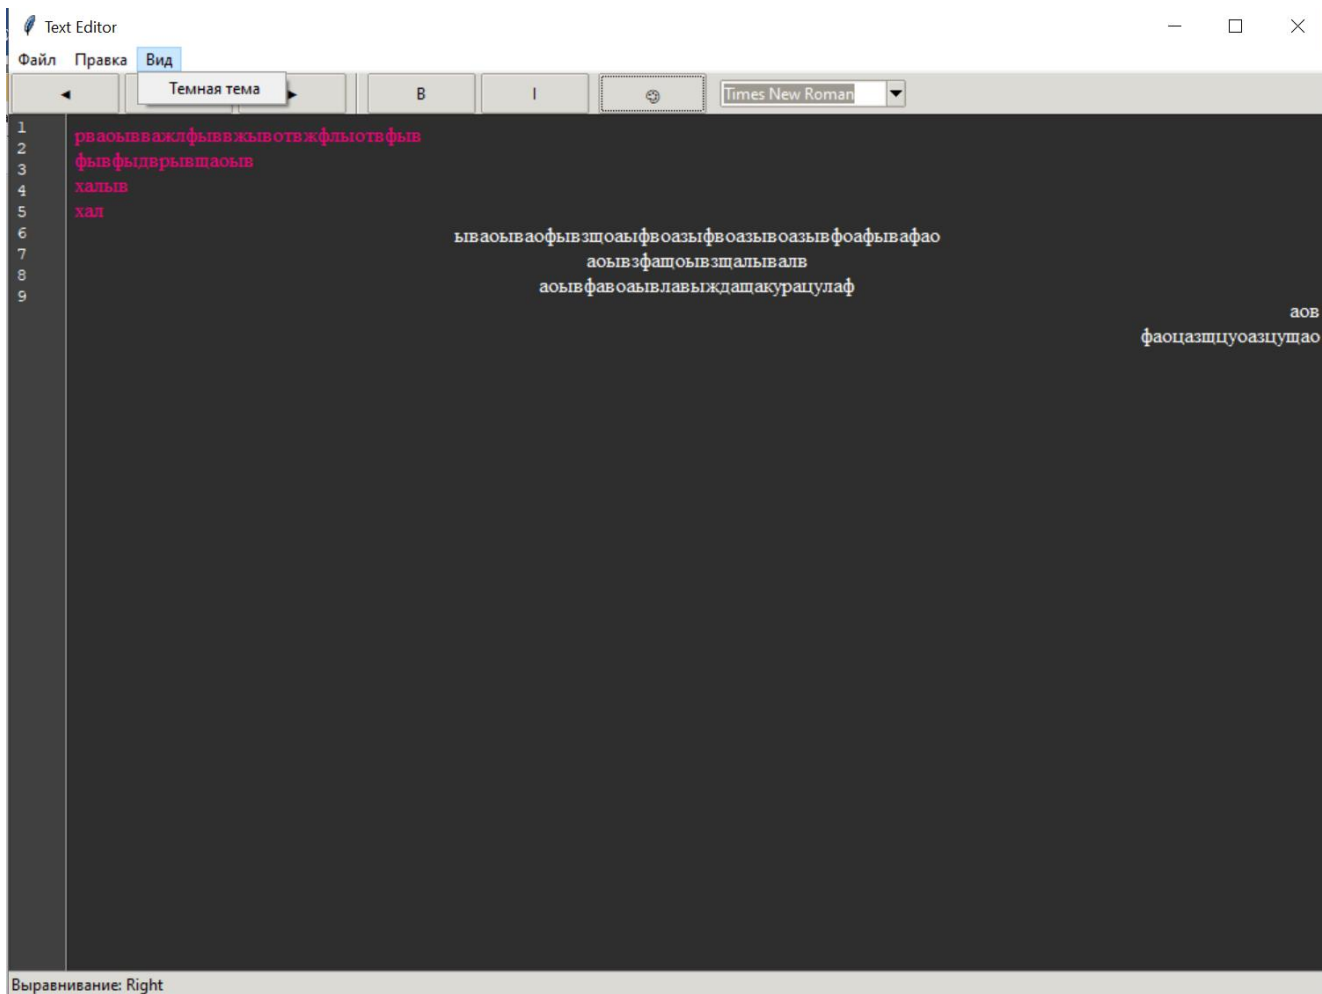 Text Editor
Файл Правка Вид
Темная тема
◄ ► B I Times New Roman
1
2
3
4
5
6
7
8
9
рваоывважлфыввжывотвжфлыотвфыв
фывфыдврывщаоыв
халыв
хал
ываоываофывзщоаыфвоазыфвоазывоазывфоафывафао
аоывзфащоывзщалывалв
аоывфавоаывлавыждащакурацулаф
аов
фаоцазщцуоазцущао
Выравнивание: Right